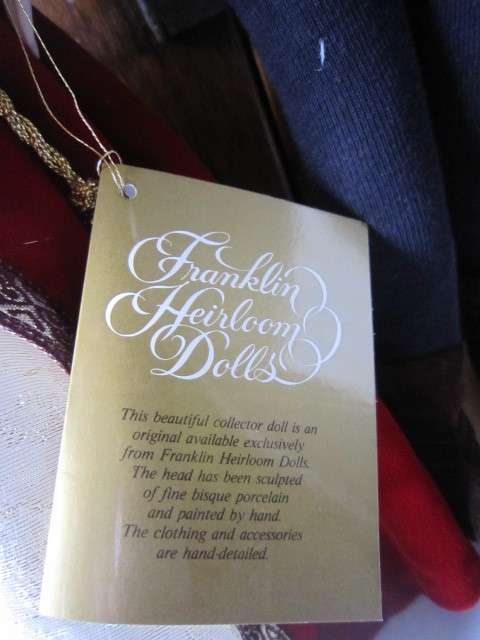 Franklin
Heirloom
Dolls
This beautiful collector doll is an
original available exclusively
from Franklin Heirloom Dolls.
The head has been sculpted
of fine bisque porcelain
and painted by hand.
The clothing and accessories
are hand-detailed.